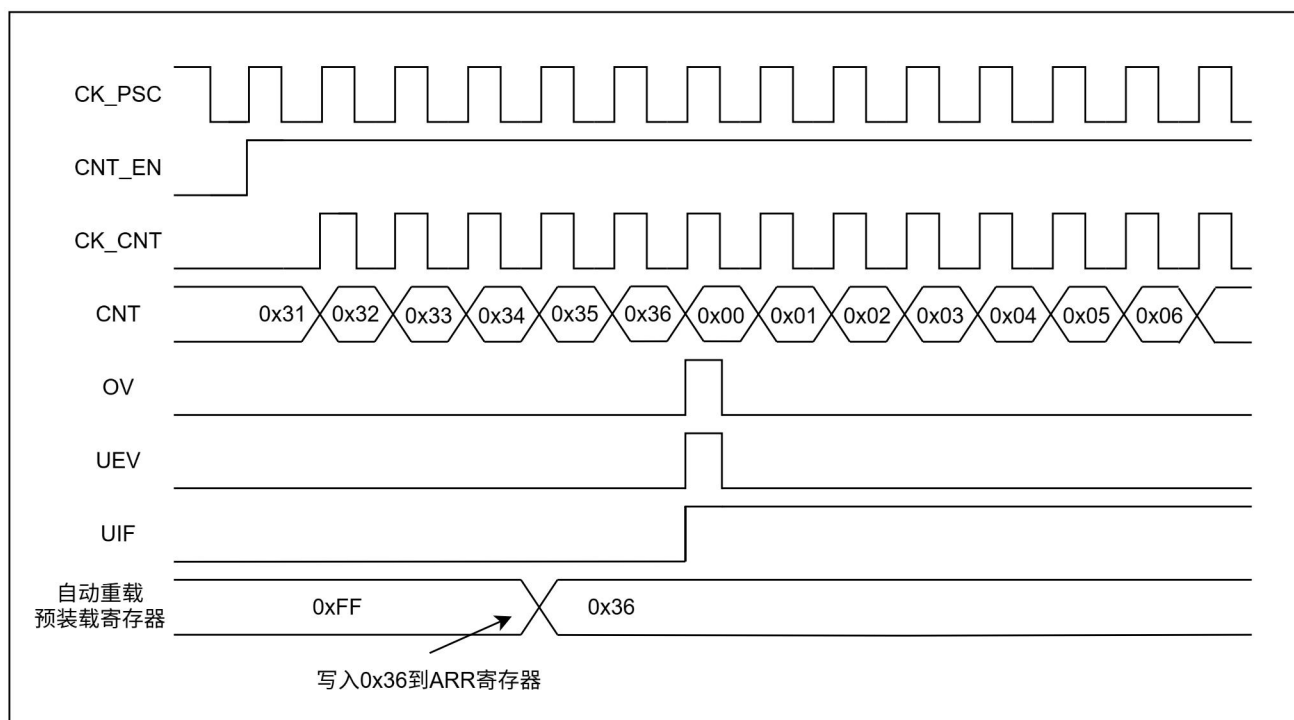 CK_PSC
CNT_EN
CK_CNT
CNT
0x31 0x32 0x33 0x34 0x35 0x36 0x00 0x01 0x02 0x03 0x04 0x05 0x06
OV
UEV
UIF
自动重载
预装载寄存器
0xFF 0x36
写入0x36到ARR寄存器